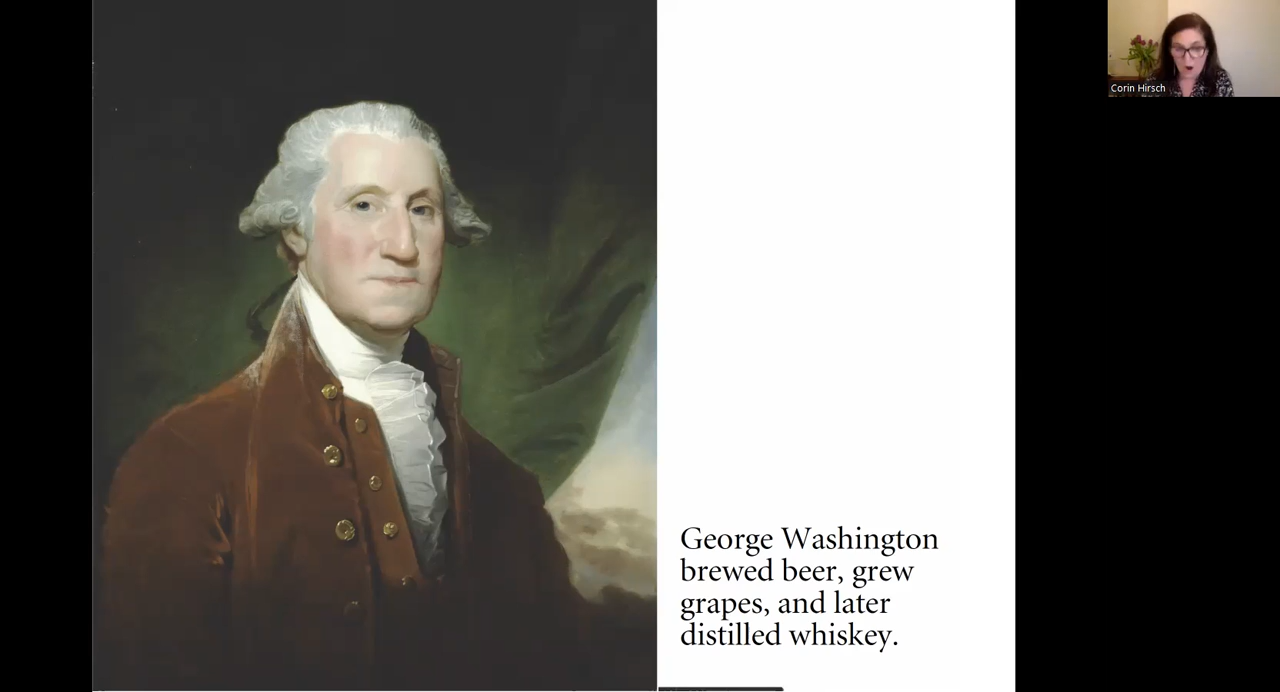 Corin Hirsch
George Washington
brewed beer, grew
grapes, and later
distilled whiskey.